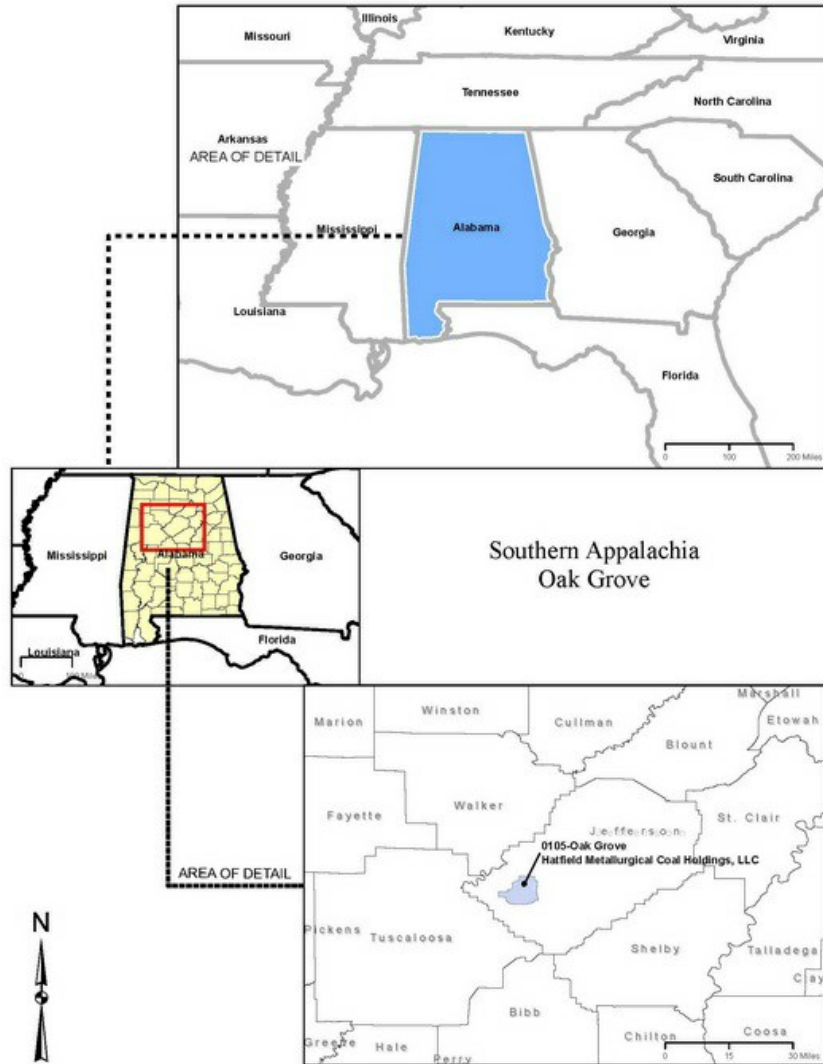 Illinois
Missouri
Kentucky
Virginia
Tennessee
North Carolina
Arkansas
AREA OF DETAIL
South Carolina
Mississippi
Alabama
Georgia
Louisiana
Florida
0 100 200 Miles
Mississippi
Alabama
Georgia
Louisiana
Florida
Southern Appalachia
Oak Grove
AREA OF DETAIL
N
Marion
Winston
Cullman
Marshall
Etowah
Blount
Fayette
Walker
St. Clair
Jefferson
0105-Oak Grove
Hatfield Metallurgical Coal Holdings, LLC
Pickens
Tuscaloosa
Shelby
Talladega
Clay
Bibb
Greene
Hale
Perry
Chilton
Coosa
0 15 30 Miles